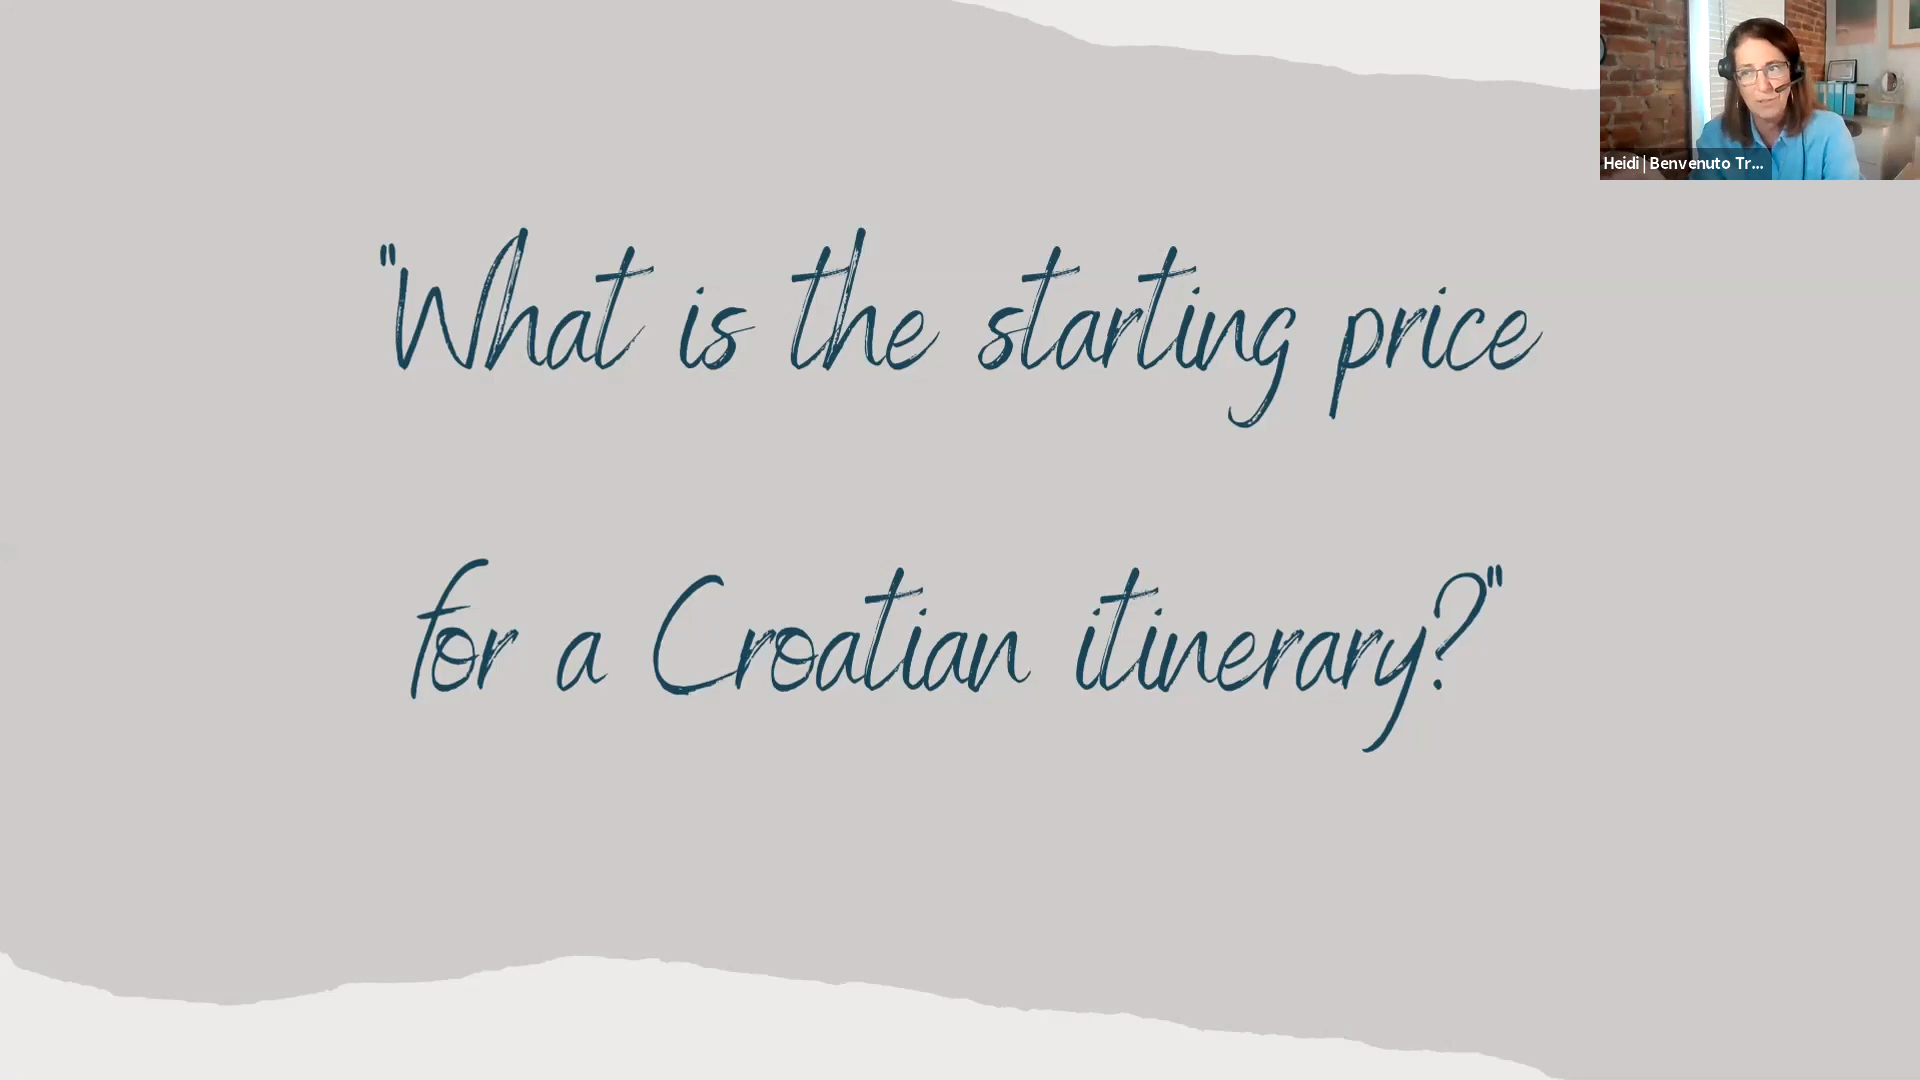 "What is the starting price
for a Croatian itinerary?"
Heidi | Benvenuto Tr...